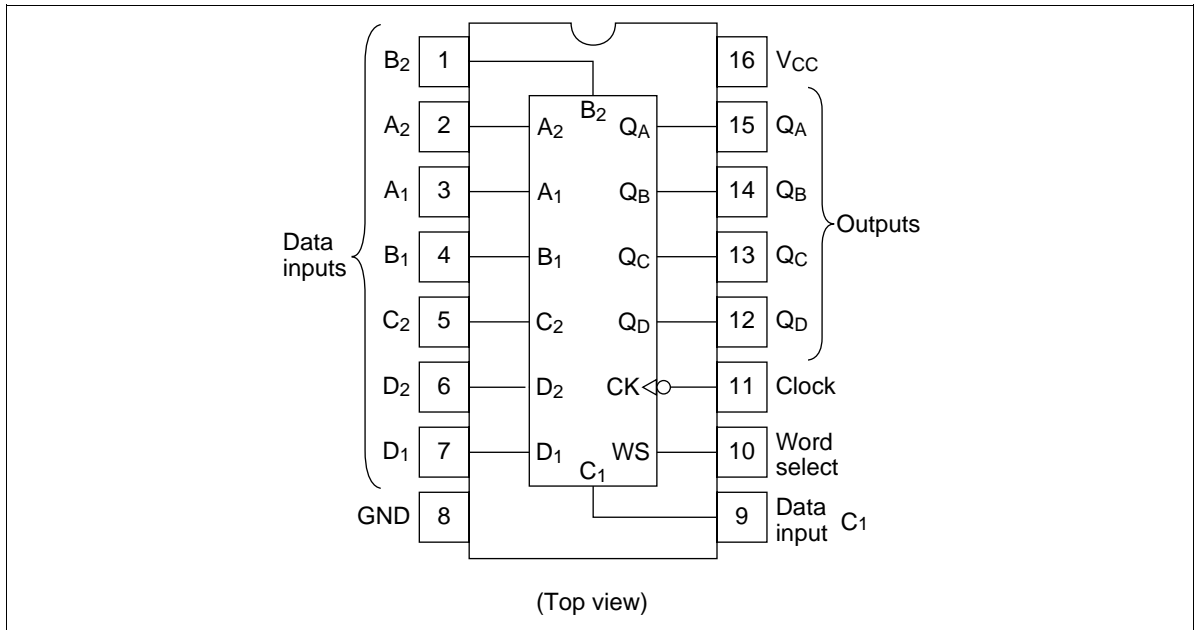 B2 1 16 VCC
B2
A2 2 A2 QA 15 QA
A1 3 A1 QB 14 QB
Data inputs
Outputs
B1 4 B1 QC 13 QC
C2 5 C2 QD 12 QD
D2 6 D2 CK 11 Clock
D1 7 D1 WS 10 Word select
C1
GND 8 9 Data input C1
(Top view)